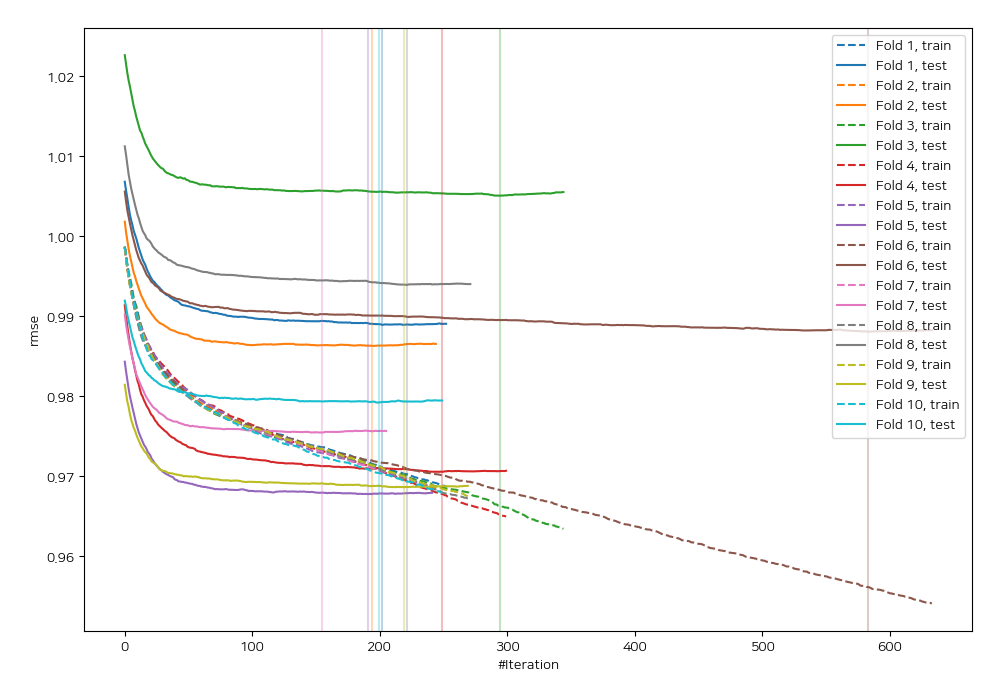 1,02
1,01
1,00
0,99
0,98
0,97
0,96
rmse
0
100
200
300
400
500
600
#Iteration
Fold 1, train
Fold 1, test
Fold 2, train
Fold 2, test
Fold 3, train
Fold 3, test
Fold 4, train
Fold 4, test
Fold 5, train
Fold 5, test
Fold 6, train
Fold 6, test
Fold 7, train
Fold 7, test
Fold 8, train
Fold 8, test
Fold 9, train
Fold 9, test
Fold 10, train
Fold 10, test